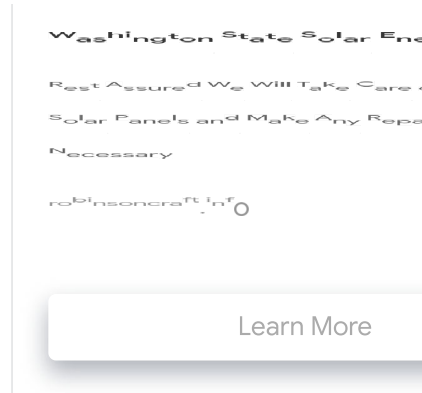 Washington State Solar Ene
Rest Assured We Will Take Care
Solar Panels and Make Any Repa
Necessary
robinsoncraft.info
Learn More